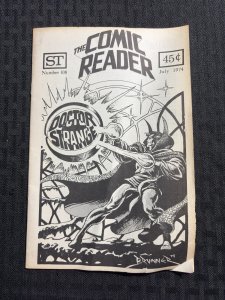 THE COMIC
READER
ST
Number 108
45¢
July 1974
DOCTOR
STRANGE
BRUNNER